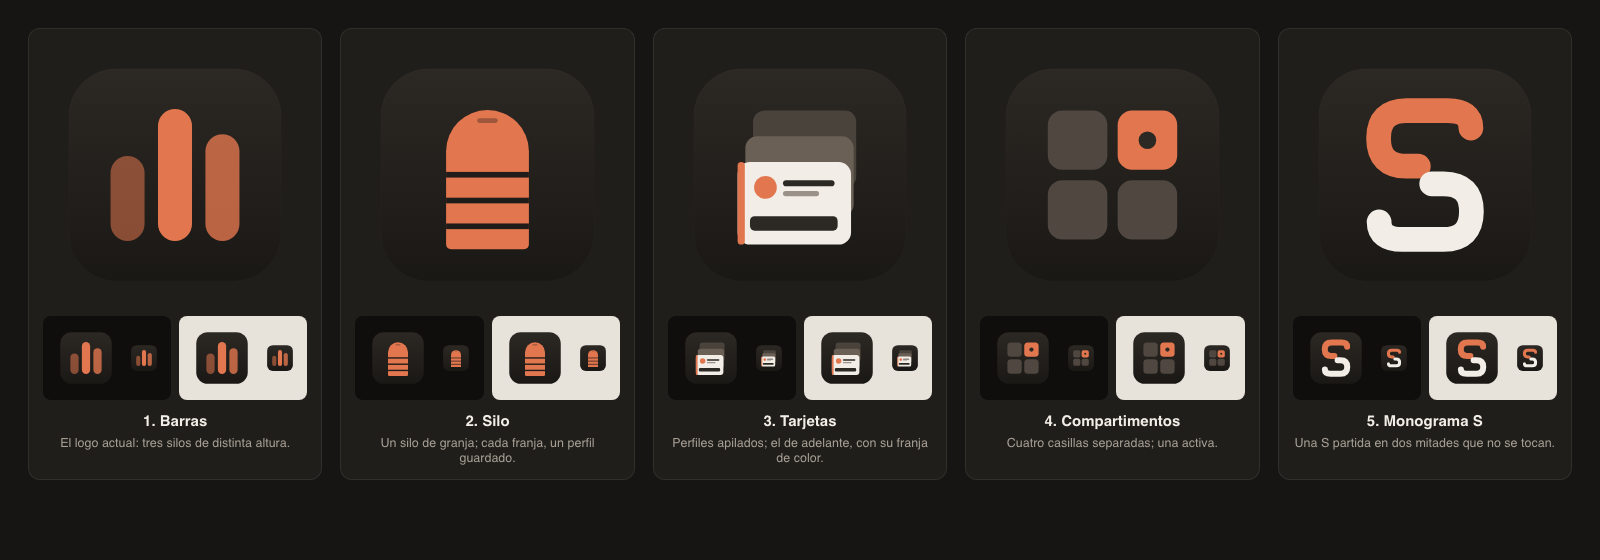 1. Barras
El logo actual: tres silos de distinta altura.
2. Silo
Un silo de granja; cada franja, un perfil
guardado.
3. Tarjetas
Perfiles apilados; el de adelante, con su franja
de color.
4. Compartimentos
Cuatro casillas separadas; una activa.
5. Monograma S
Una S partida en dos mitades que no se tocan.